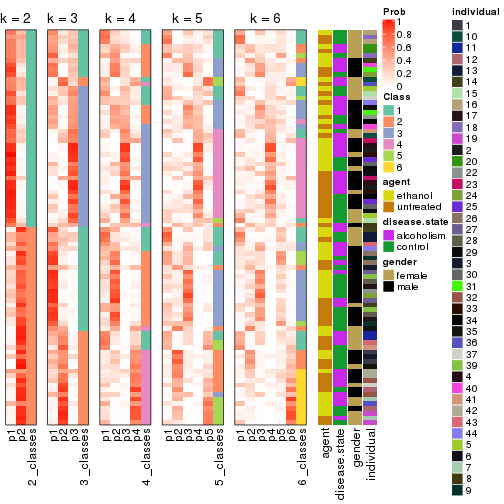 k = 2
k = 3
k = 4
k = 5
k = 6
p1
p2
2_classes
p1
p2
p3
3_classes
p1
p2
p3
p4
4_classes
p1
p2
p3
p4
p5
5_classes
p1
p2
p3
p4
p5
p6
6_classes
agent
disease.state
gender
individual
Prob
1
0.8
0.6
0.4
0.2
0
Class
1
2
3
4
5
6
agent
ethanol
untreated
disease.state
alcoholism
control
gender
female
male
individual
1
10
11
12
13
14
15
16
17
18
19
2
20
22
23
24
25
26
27
28
29
3
30
31
32
33
34
35
36
37
39
4
40
41
42
43
44
5
6
7
8
9